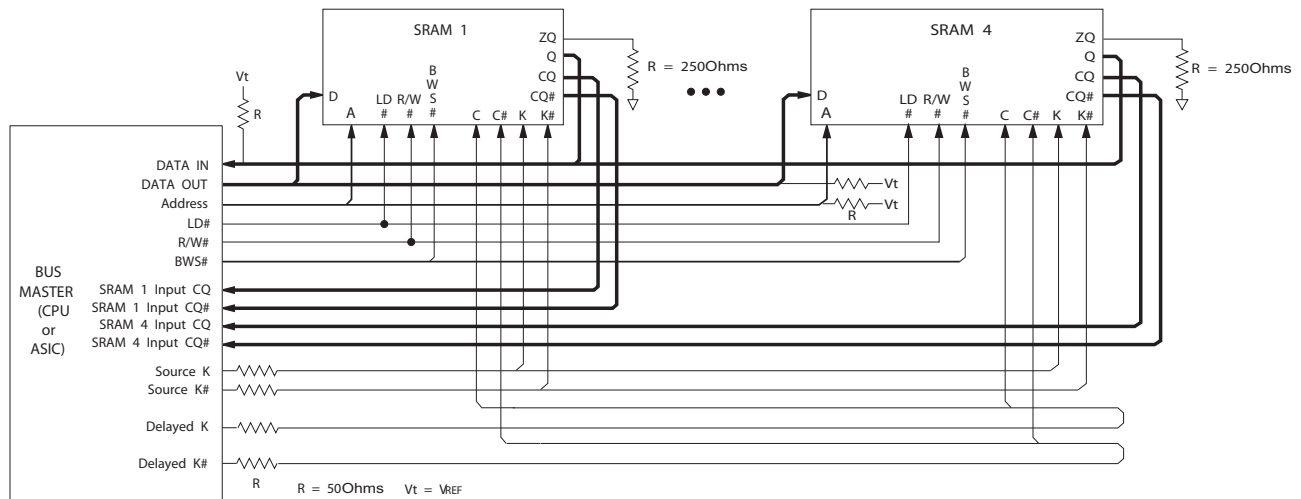 SRAM 1
ZQ
Q
CQ
CQ#
K#
D
A
LD
#
R/W
#
B
W
S
#
C
C#
K
R = 250Ohms
SRAM 4
ZQ
Q
CQ
CQ#
K#
D
A
LD
#
R/W
#
B
W
S
#
C
C#
K
R = 250Ohms
Vt
R
DATA IN
DATA OUT
Address
LD#
R/W#
BWS#
Vt
Vt
R
BUS
MASTER
(CPU
or
ASIC)
SRAM 1 Input CQ
SRAM 1 Input CQ#
SRAM 4 Input CQ
SRAM 4 Input CQ#
Source K
Source K#
Delayed K
Delayed K#
R
R = 50Ohms Vt = VREF